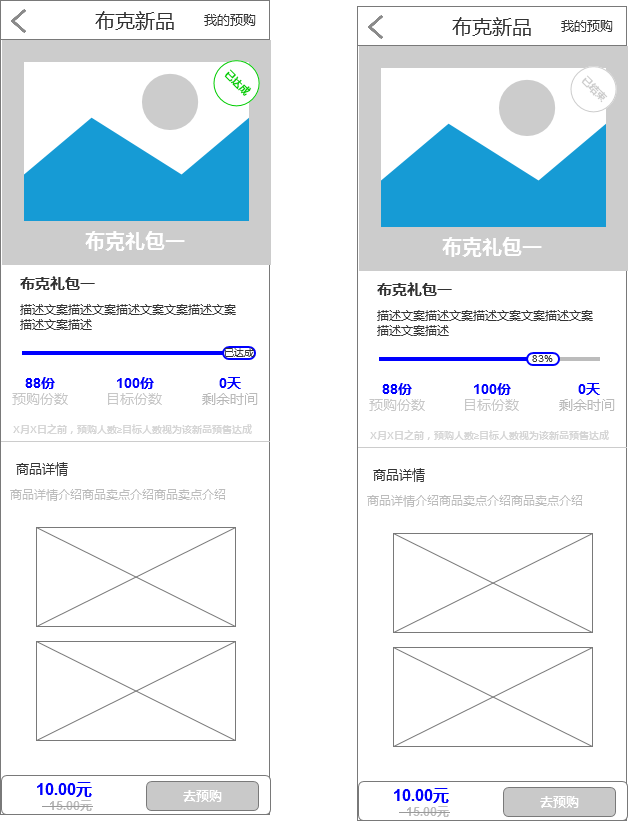 布克新品
我的预购
已达成
布克礼包一
布克礼包一
描述文案描述文案描述文案文案描述文案
描述文案描述
已达成
88份
100份
0天
预购份数
目标份数
剩余时间
X月X日之前，预购人数≥目标人数视为该新品预售达成
商品详情
商品详情介绍商品卖点介绍商品卖点介绍
10.00元
15.00元
去预购
布克新品
我的预购
已结束
布克礼包一
布克礼包一
描述文案描述文案描述文案文案描述文案
描述文案描述
83%
88份
100份
0天
预购份数
目标份数
剩余时间
X月X日之前，预购人数≥目标人数视为该新品预售达成
商品详情
商品详情介绍商品卖点介绍商品卖点介绍
10.00元
15.00元
去预购